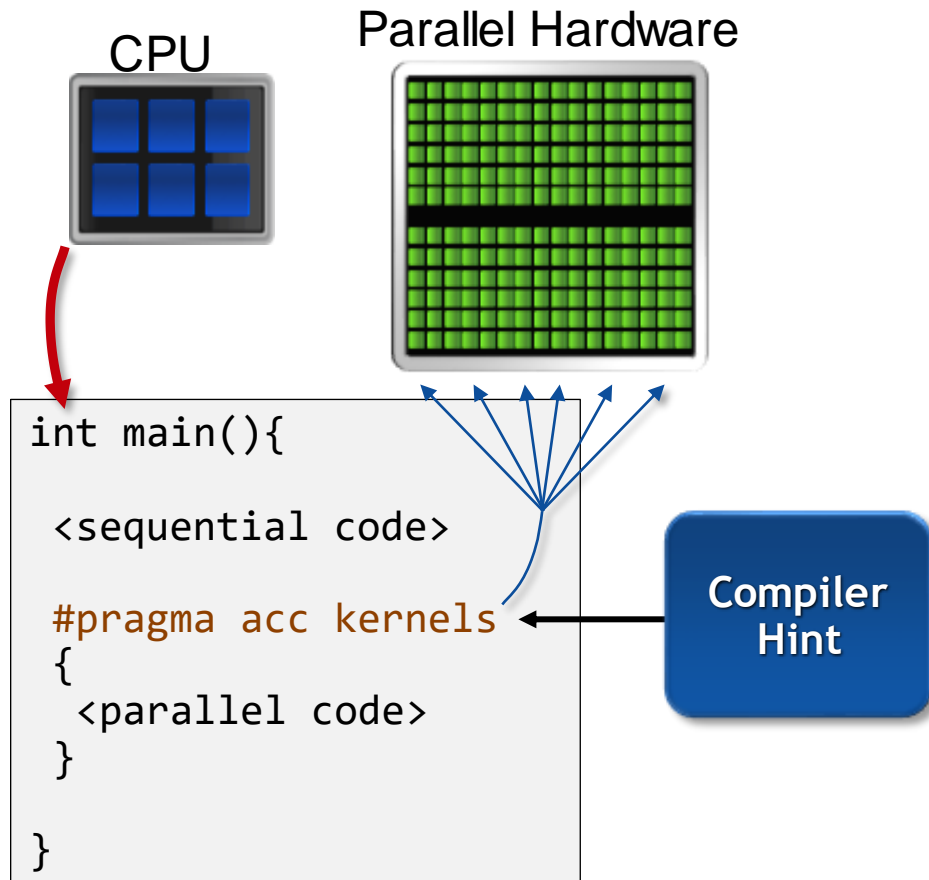 CPU
Parallel Hardware
int main(){
<sequential code>
#pragma acc kernels
{
<parallel code>
}
}
Compiler
Hint